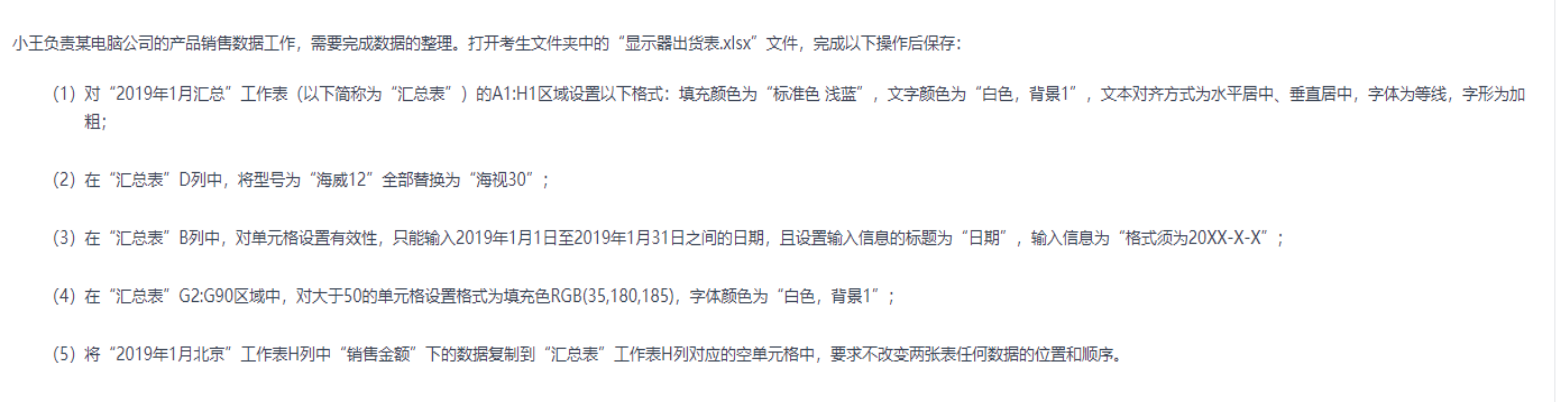 小王负责某电脑公司的产品销售数据工作，需要完成数据的整理。打开考生文件夹中的“显示器出货表.xlsx”文件，完成以下操作后保存：
（1）对“2019年1月汇总”工作表（以下简称为“汇总表”）的A1:H1区域设置以下格式：填充颜色为“标准色 浅蓝”，文字颜色为“白色，背景1”，文本对齐方式为水平居中、垂直居中，字体为等线，字形为加
粗；
（2）在“汇总表”D列中，将型号为“海威12”全部替换为“海视30”；
（3）在“汇总表”B列中，对单元格设置有效性，只能输入2019年1月1日至2019年1月31日之间的日期，且设置输入信息的标题为“日期”，输入信息为“格式须为20XX-X-X”；
（4）在“汇总表”G2:G90区域中，对大于50的单元格设置格式为填充色RGB(35,180,185)，字体颜色为“白色，背景1”；
（5）将“2019年1月北京”工作表H列中“销售金额”下的数据复制到“汇总表”工作表H列对应的空单元格中，要求不改变两张表任何数据的位置和顺序。